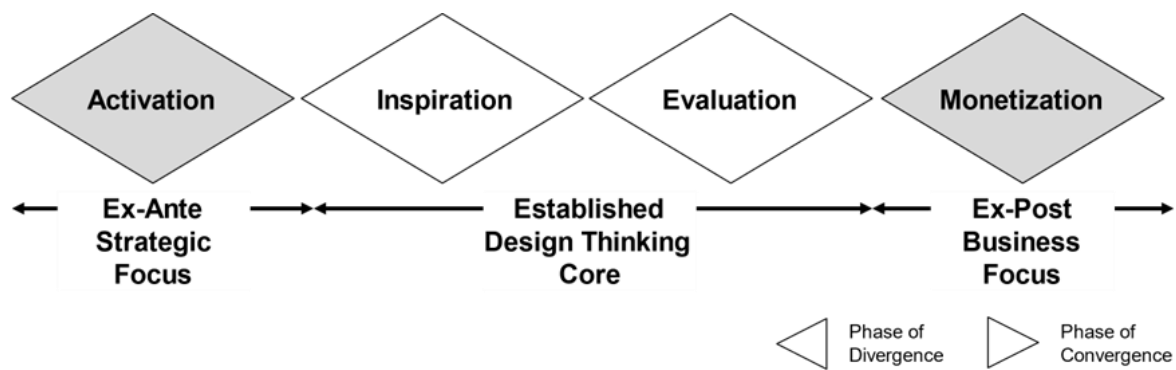 Activation
Inspiration
Evaluation
Monetization
Ex-Ante
Strategic
Focus
Established
Design Thinking
Core
Ex-Post
Business
Focus
Phase of
Divergence
Phase of
Convergence